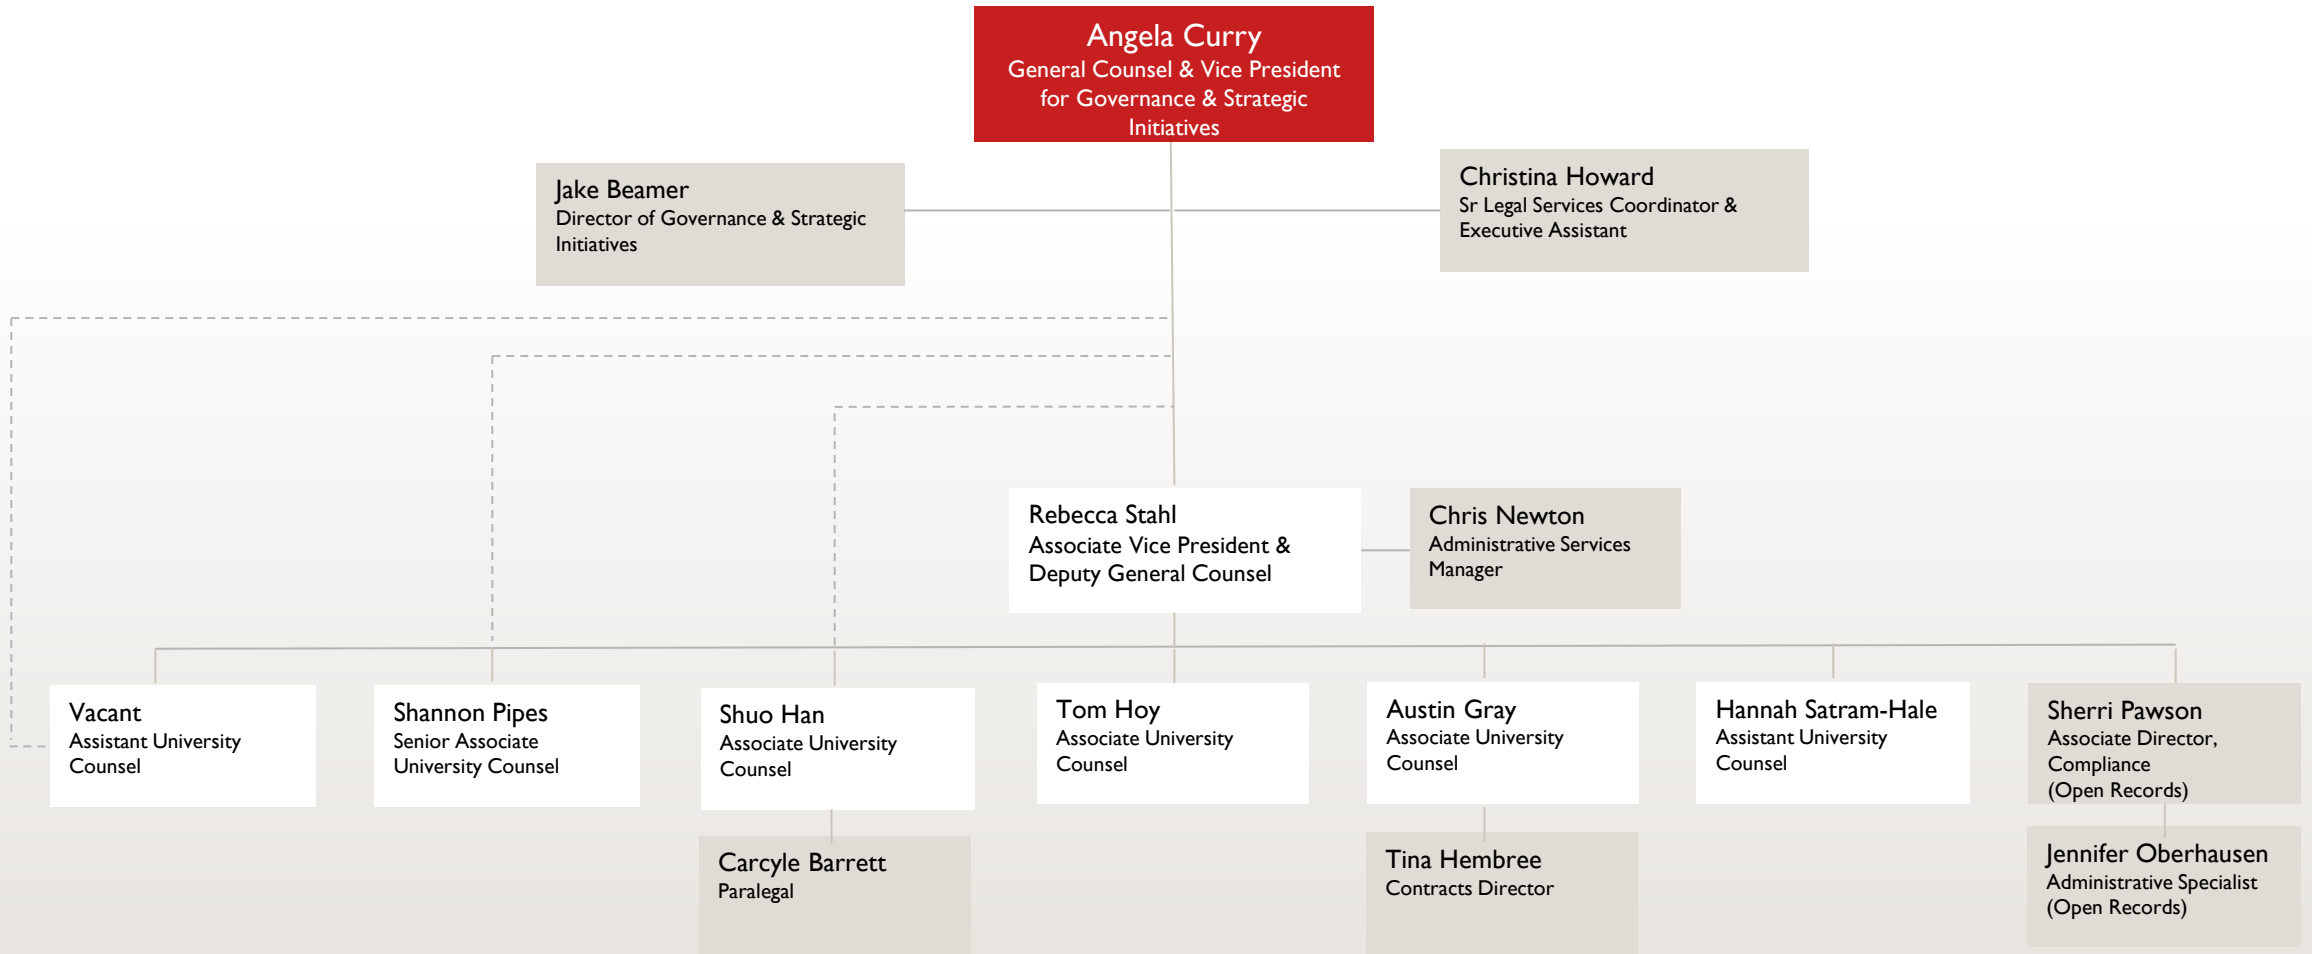 Angela Curry
General Counsel & Vice President
for Governance & Strategic
Initiatives
Jake Beamer
Director of Governance & Strategic
Initiatives
Christina Howard
Sr Legal Services Coordinator &
Executive Assistant
Rebecca Stahl
Associate Vice President &
Deputy General Counsel
Chris Newton
Administrative Services
Manager
Vacant
Assistant University
Counsel
Shannon Pipes
Senior Associate
University Counsel
Shuo Han
Associate University
Counsel
Tom Hoy
Associate University
Counsel
Austin Gray
Associate University
Counsel
Hannah Satram-Hale
Assistant University
Counsel
Sherri Pawson
Associate Director,
Compliance
(Open Records)
Carcyle Barrett
Paralegal
Tina Hembree
Contracts Director
Jennifer Oberhausen
Administrative Specialist
(Open Records)